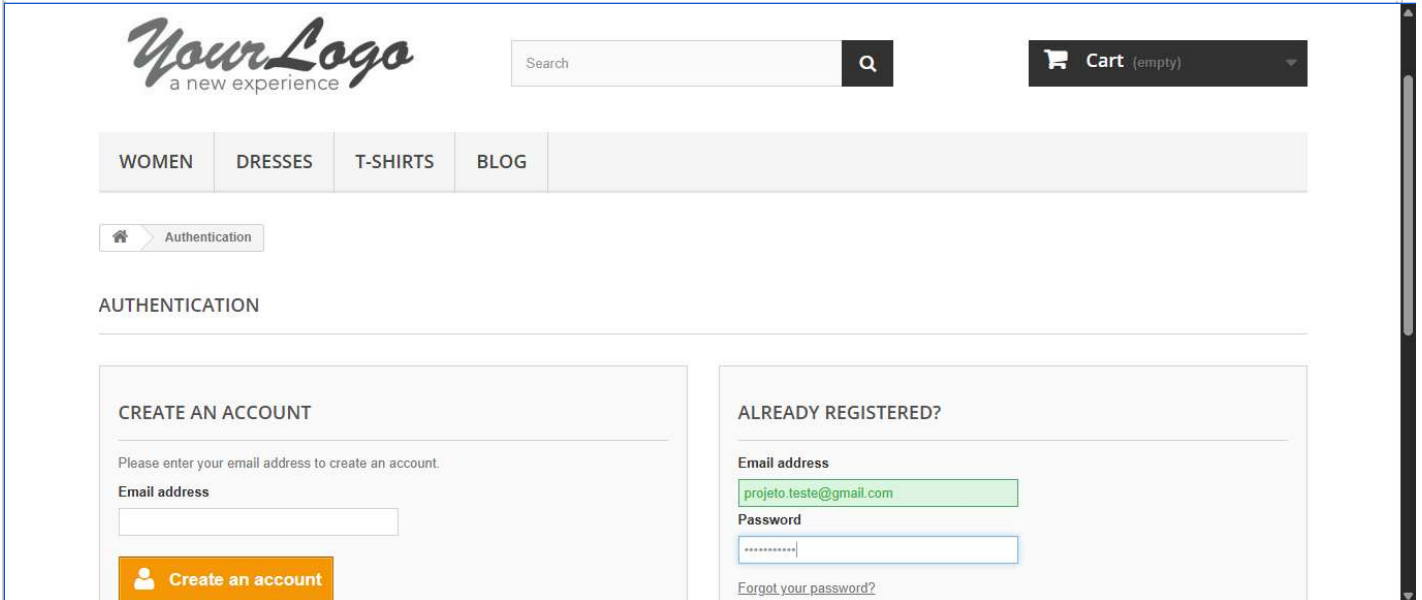 YourLogo
a new experience
Search
Cart (empty)
WOMEN DRESSES T-SHIRTS BLOG
Authentication
AUTHENTICATION
CREATE AN ACCOUNT
Please enter your email address to create an account.
Email address
Create an account
ALREADY REGISTERED?
Email address
projeto.teste@gmail.com
Password
•••••••••••
Forgot your password?